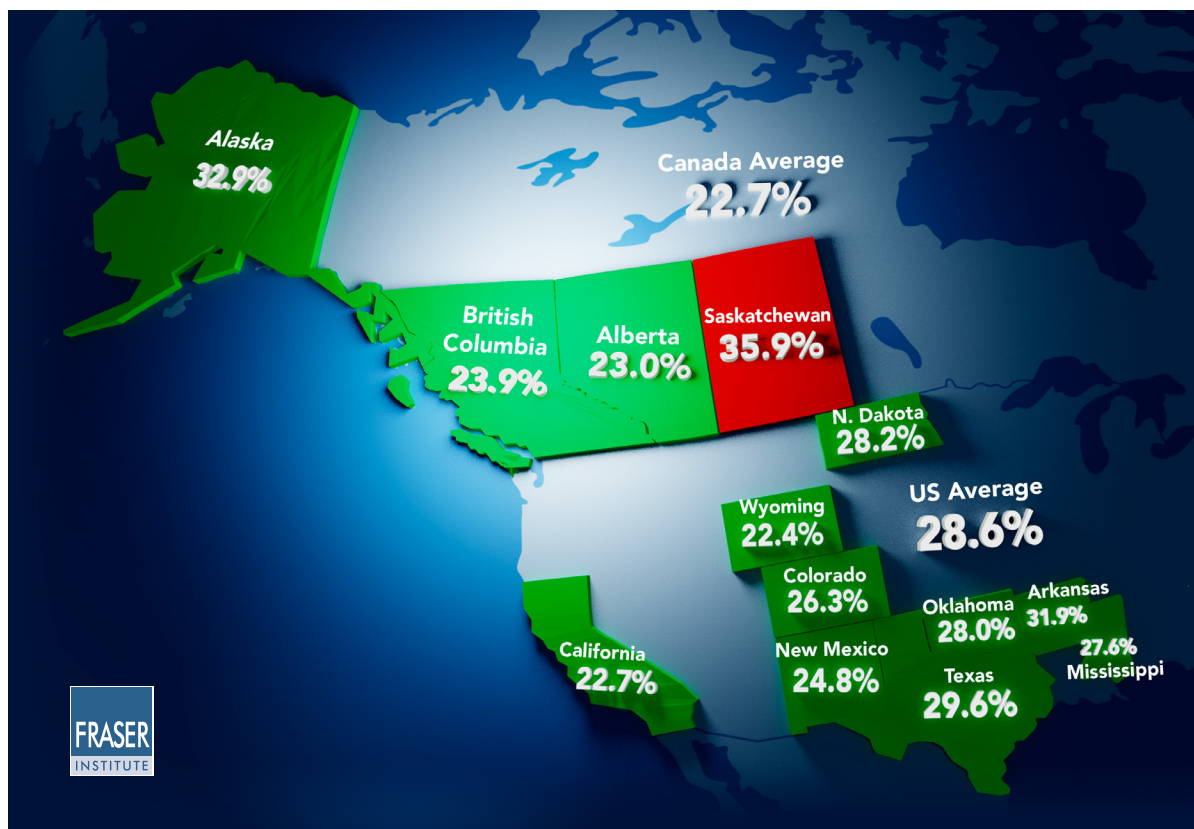 Alaska
32.9%
Canada Average
22.7%
British
Columbia
23.9%
Alberta
23.0%
Saskatchewan
35.9%
N. Dakota
28.2%
US Average
28.6%
Wyoming
22.4%
Colorado
26.3%
Oklahoma
28.0%
Arkansas
31.9%
California
22.7%
New Mexico
24.8%
Texas
29.6%
27.6%
Mississippi
FRASER
INSTITUTE